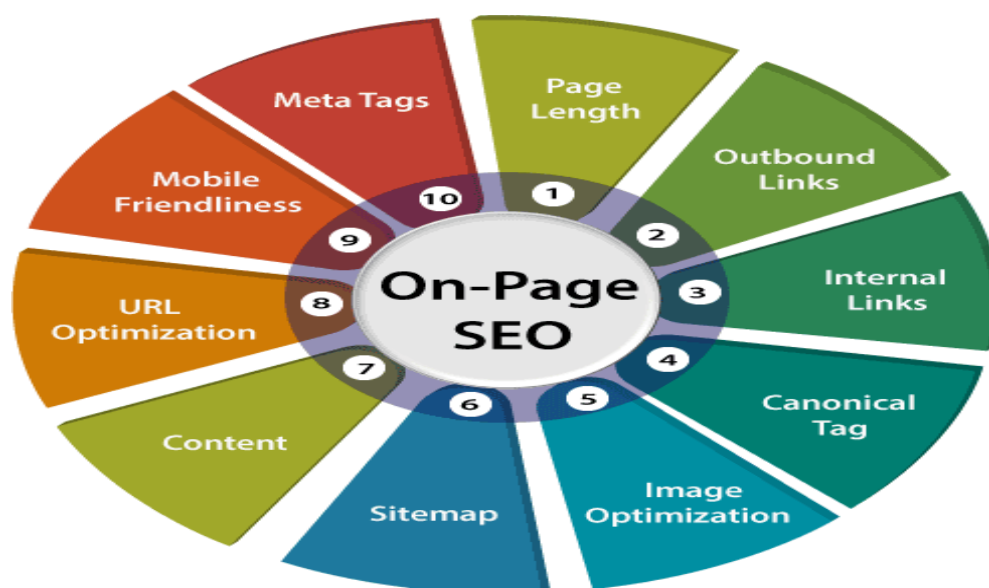 On-Page
SEO
1
Page
Length
2
Outbound
Links
3
Internal
Links
4
Canonical
Tag
5
Image
Optimization
6
Sitemap
7
Content
8
URL
Optimization
9
Mobile
Friendliness
10
Meta Tags